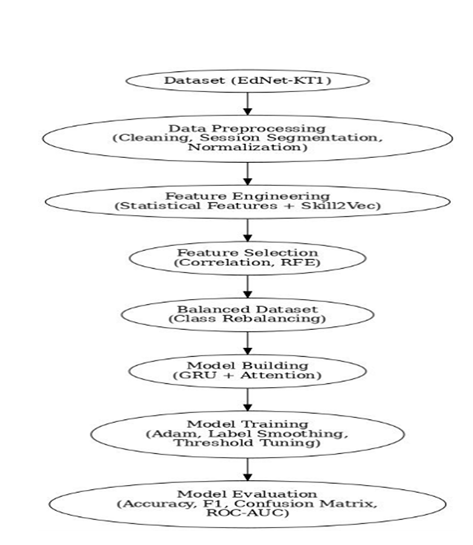 Dataset (EdNet-KT1)
Data Preprocessing
(Cleaning, Session Segmentation,
Normalization)
Feature Engineering
(Statistical Features + Skill2Vec)
Feature Selection
(Correlation, RFE)
Balanced Dataset
(Class Rebalancing)
Model Building
(GRU + Attention)
Model Training
(Adam, Label Smoothing,
Threshold Tuning)
Model Evaluation
(Accuracy, F1, Confusion Matrix,
ROC-AUC)